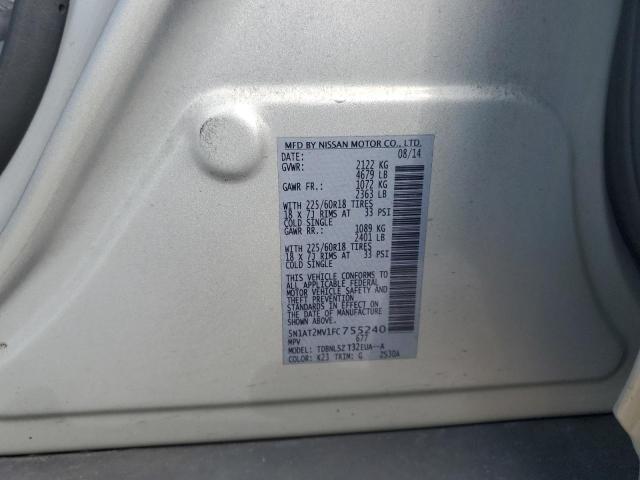 MFD BY NISSAN MOTOR CO., LTD.
DATE: 08/14
GVWR: 2122 KG
4679 LB
GAWR FR.: 1072 KG
2363 LB
WITH 225/60R18 TIRES
18 X 7J RIMS AT 33 PSI
COLD SINGLE
GAWR RR.: 1089 KG
2401 LB
WITH 225/60R18 TIRES
18 X 7J RIMS AT 33 PSI
COLD SINGLE
THIS VEHICLE CONFORMS TO
ALL APPLICABLE FEDERAL
MOTOR VEHICLE SAFETY AND
THEFT PREVENTION
STANDARDS IN EFFECT ON
THE DATE OF MANUFACTURE
SHOWN ABOVE.
5N1AT2MV1FC755240
MPV 677
MODEL: TDBNLSZ T32EUA--A
COLOR: K23 TRIM: G 2530A